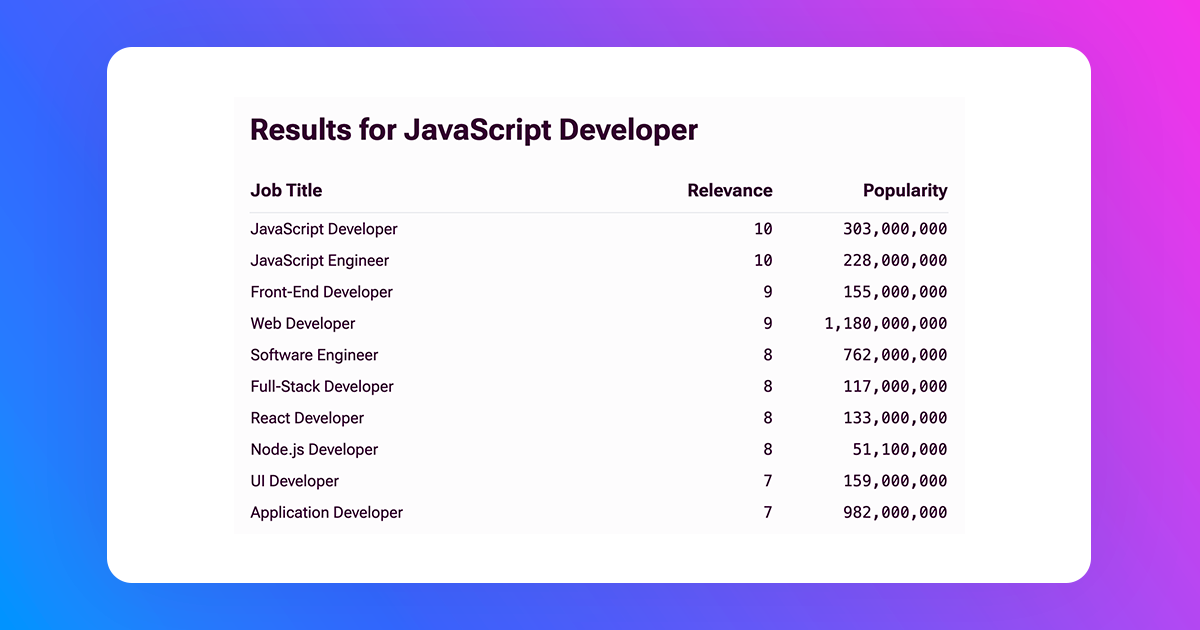 Results for JavaScript Developer
Job Title Relevance Popularity
JavaScript Developer 10 303,000,000
JavaScript Engineer 10 228,000,000
Front-End Developer 9 155,000,000
Web Developer 9 1,180,000,000
Software Engineer 8 762,000,000
Full-Stack Developer 8 117,000,000
React Developer 8 133,000,000
Node.js Developer 8 51,100,000
UI Developer 7 159,000,000
Application Developer 7 982,000,000